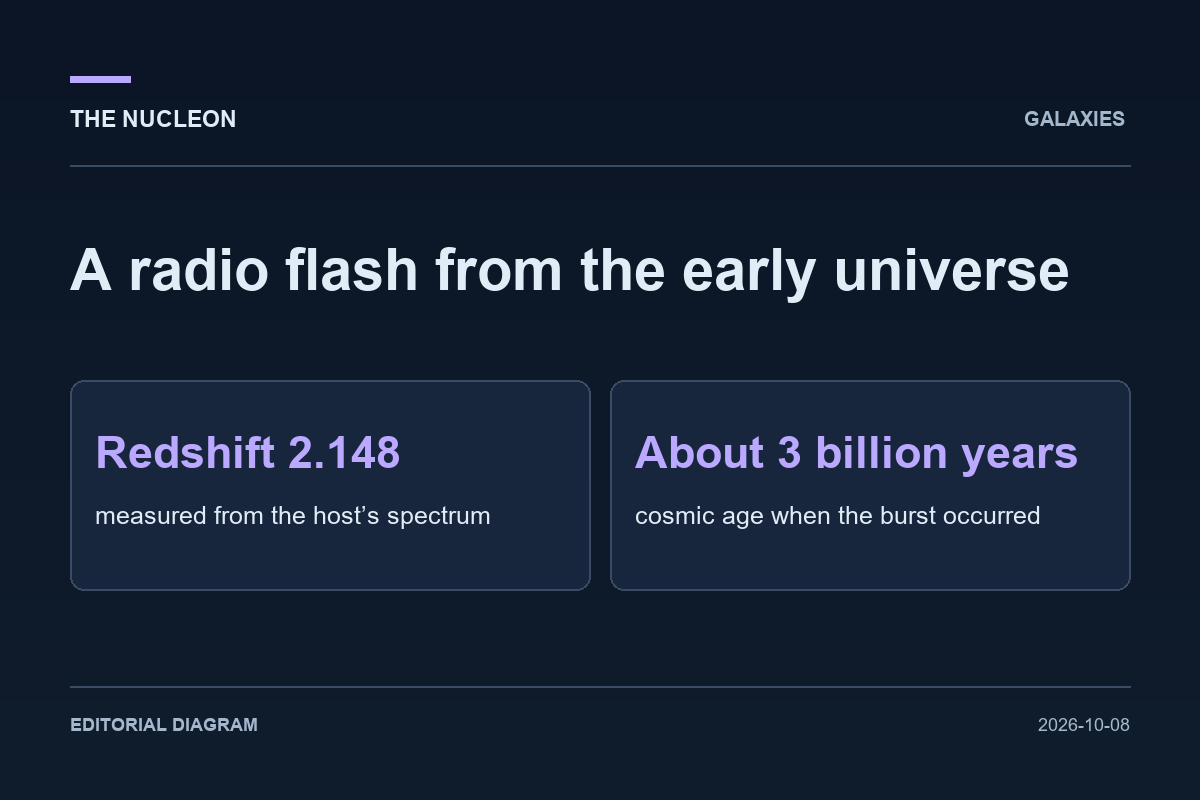 THE NUCLEON
GALAXIES
A radio flash from the early universe
Redshift 2.148
measured from the host’s spectrum
About 3 billion years
cosmic age when the burst occurred
EDITORIAL DIAGRAM
2026-10-08